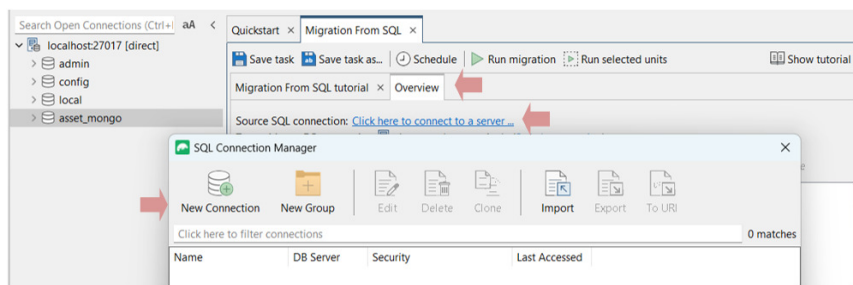 Search Open Connections (Ctrl+ aA <
localhost:27017 [direct]
admin
config
local
asset_mongo
Quickstart × Migration From SQL ×
Save task Save task as... Schedule Run migration Run selected units Show tutorial
Migration From SQL tutorial × Overview
Source SQL connection: Click here to connect to a server ...
SQL Connection Manager
New Connection New Group Edit Delete Clone Import Export To URI
Click here to filter connections 0 matches
Name DB Server Security Last Accessed